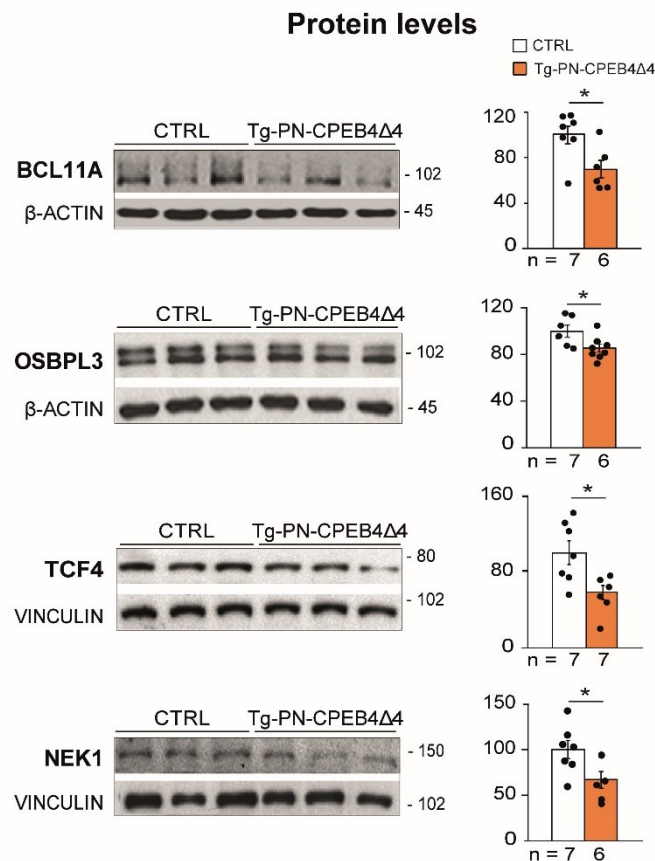 Protein levels
CTRL
Tg-PN-CPEB4Δ4
CTRL Tg-PN-CPEB4Δ4
BCL11A
- 102
β-ACTIN
- 45
*
120
80
40
0
n = 7 6
CTRL Tg-PN-CPEB4Δ4
OSBPL3
- 102
β-ACTIN
- 45
*
120
80
40
0
n = 7 6
CTRL Tg-PN-CPEB4Δ4
TCF4
- 80
- 102
VINCULIN
*
160
80
0
n = 7 7
CTRL Tg-PN-CPEB4Δ4
NEK1
- 150
VINCULIN
- 102
*
150
100
50
0
n = 7 6